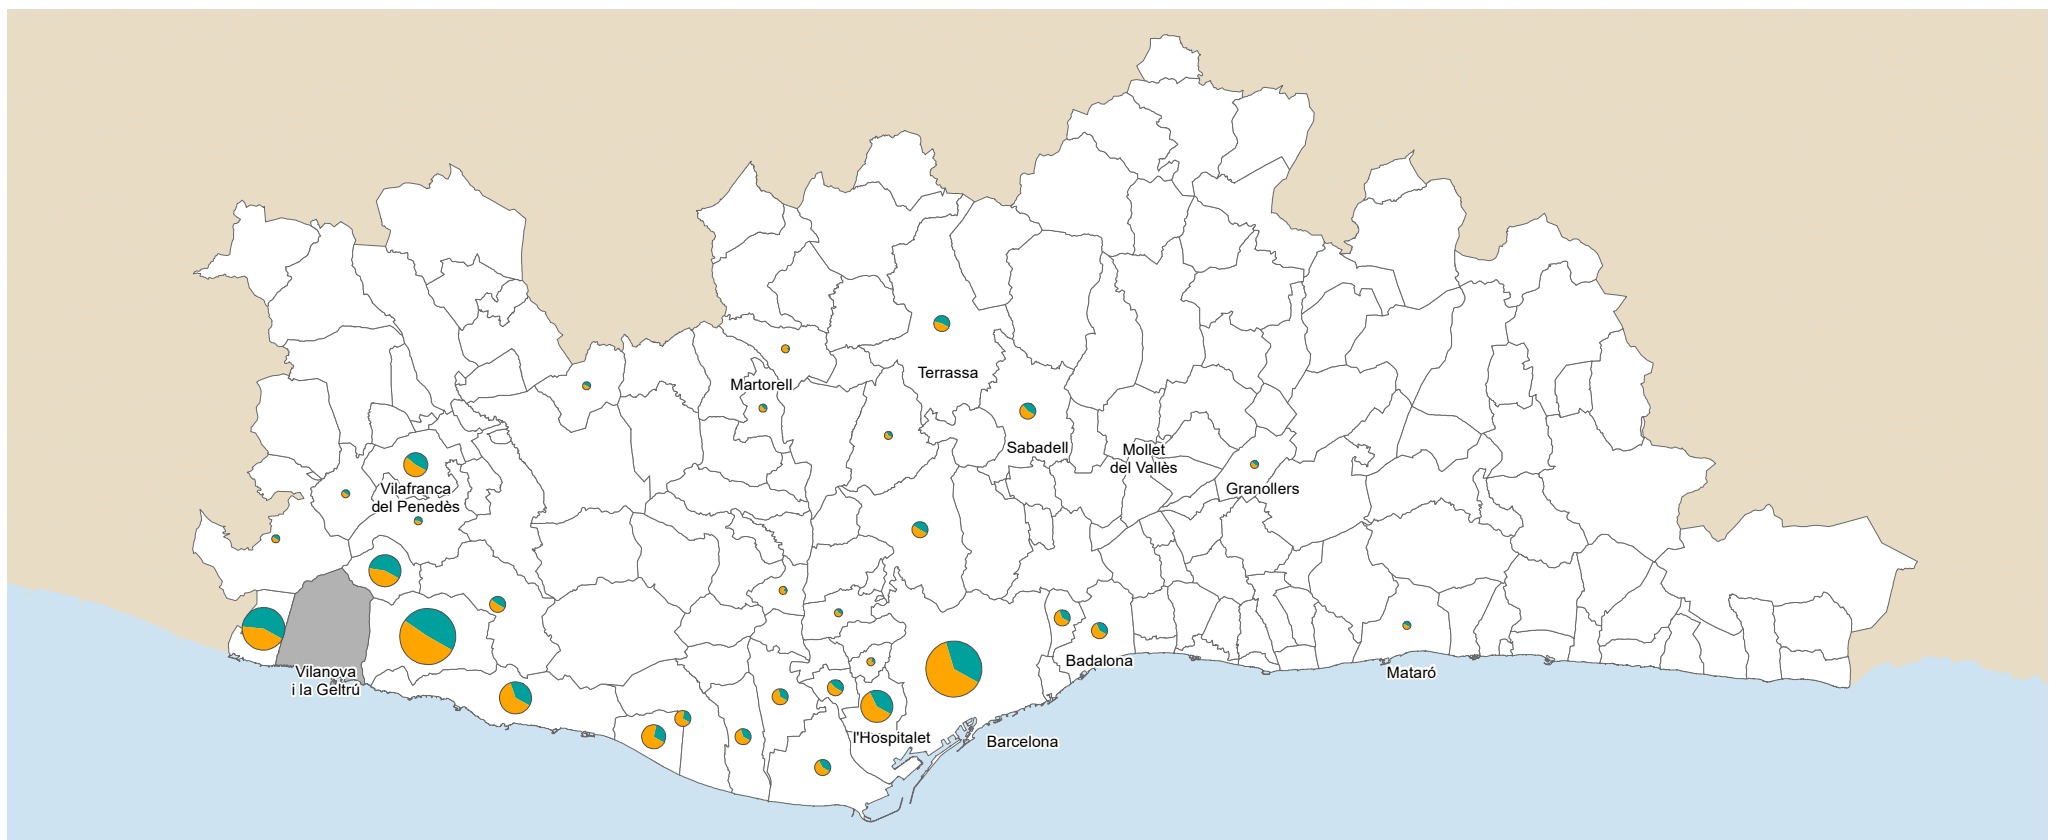 Terrassa
Martorell
Sabadell
Mollet
del Vallès
Granollers
Vilafranca
del Penedès
Badalona
Mataró
Vilanova
i la Geltrú
l'Hospitalet
Barcelona